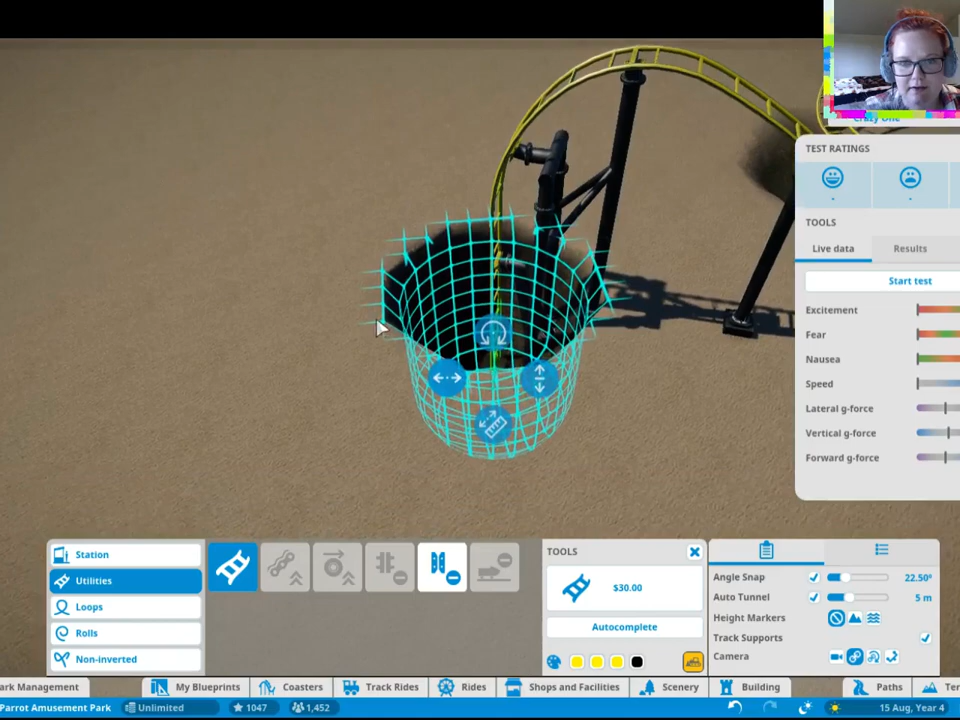 TEST RATINGS
TOOLS
Live data Results
Start test
Excitement
Fear
Nausea
Speed
Lateral g-force
Vertical g-force
Forward g-force
Station
Utilities
Loops
Rolls
Non-inverted
TOOLS
$30.00
Autocomplete
Angle Snap 22.50°
Auto Tunnel 5 m
Height Markers
Track Supports
Camera
ark Management My Blueprints Coasters Track Rides Rides Shops and Facilities Scenery Building Paths Ter
Parrot Amusement Park Unlimited 1047 1,452 15 Aug, Year 4